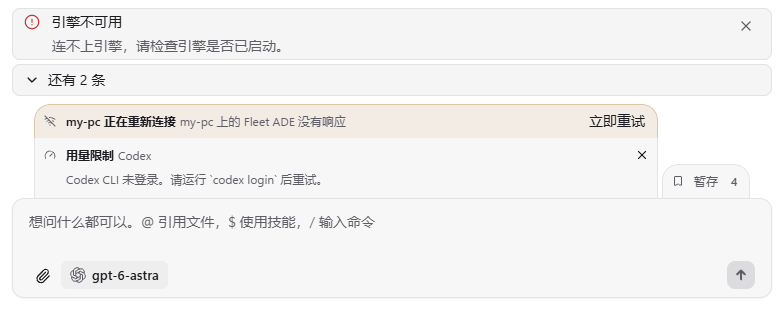 引擎不可用
连不上引擎，请检查引擎是否已启动。
还有 2 条
my-pc 正在重新连接 my-pc 上的 Fleet ADE 没有响应 立即重试
用量限制 Codex
Codex CLI 未登录。请运行 `codex login` 后重试。
暂存 4
想问什么都可以。@ 引用文件，$ 使用技能，/ 输入命令
gpt-6-astra